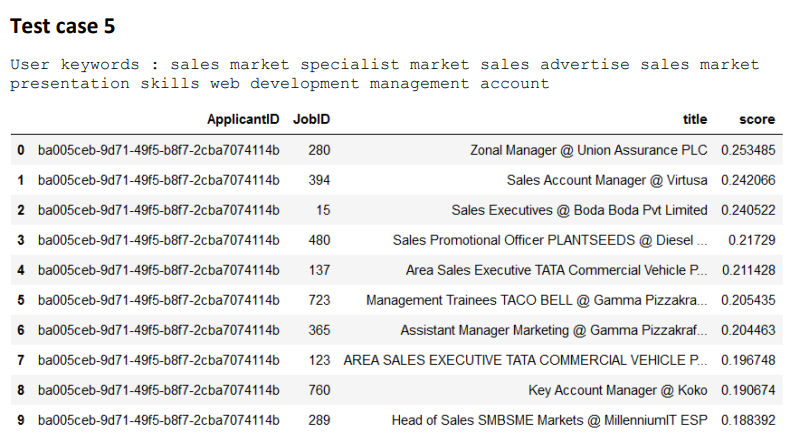 Test case 5
User keywords : sales market specialist market sales advertise sales market
presentation skills web development management account
ApplicantID JobID title score
0 ba005ceb-9d71-49f5-b8f7-2cba7074114b 280 Zonal Manager @ Union Assurance PLC 0.253485
1 ba005ceb-9d71-49f5-b8f7-2cba7074114b 394 Sales Account Manager @ Virtusa 0.242066
2 ba005ceb-9d71-49f5-b8f7-2cba7074114b 15 Sales Executives @ Boda Boda Pvt Limited 0.240522
3 ba005ceb-9d71-49f5-b8f7-2cba7074114b 480 Sales Promotional Officer PLANTSEEDS @ Diesel ... 0.21729
4 ba005ceb-9d71-49f5-b8f7-2cba7074114b 137 Area Sales Executive TATA Commercial Vehicle P... 0.211428
5 ba005ceb-9d71-49f5-b8f7-2cba7074114b 723 Management Trainees TACO BELL @ Gamma Pizzakra... 0.205435
6 ba005ceb-9d71-49f5-b8f7-2cba7074114b 365 Assistant Manager Marketing @ Gamma Pizzakraf... 0.204463
7 ba005ceb-9d71-49f5-b8f7-2cba7074114b 123 AREA SALES EXECUTIVE TATA COMMERCIAL VEHICLE P... 0.196748
8 ba005ceb-9d71-49f5-b8f7-2cba7074114b 760 Key Account Manager @ Koko 0.190674
9 ba005ceb-9d71-49f5-b8f7-2cba7074114b 289 Head of Sales SMBSME Markets @ MillenniumIT ESP 0.188392